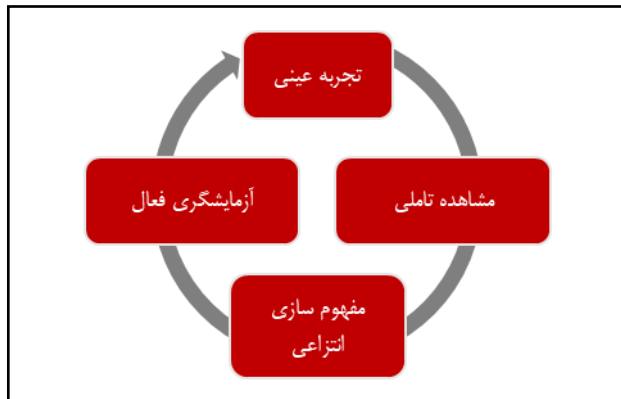 تجربه عینی
مشاهده تاملی
مفهوم سازی
انتزاعی
آزمایشگری فعال